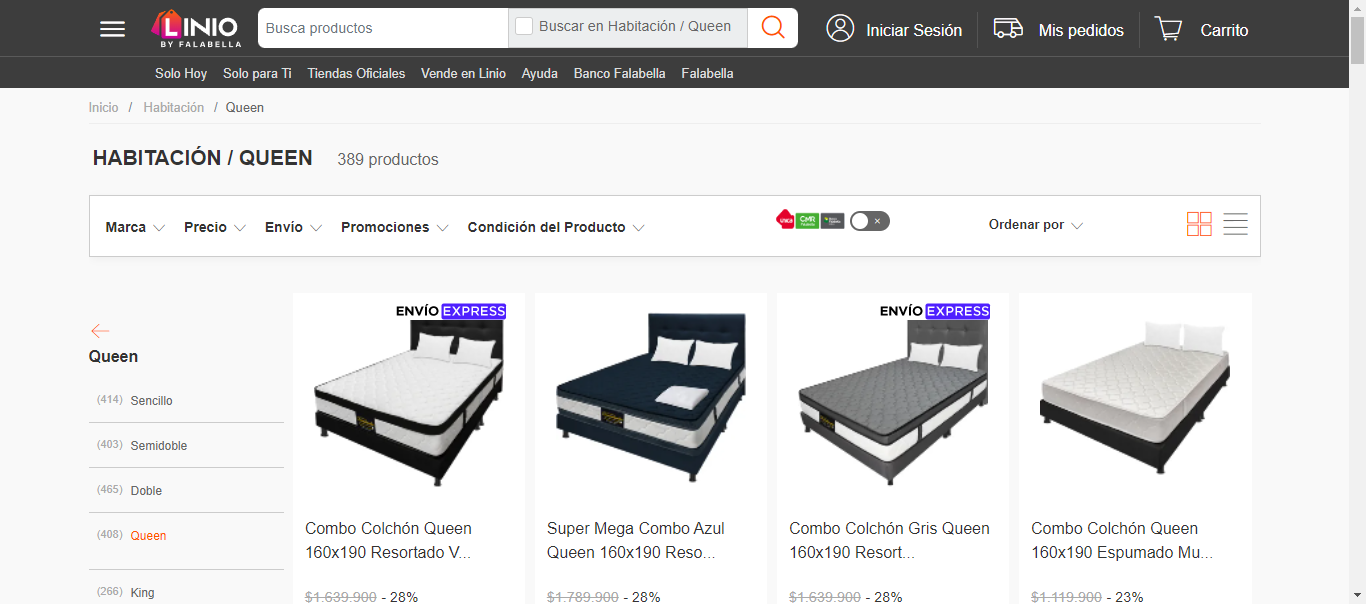 LINIO
BY FALABELLA
Busca productos
Buscar en Habitación / Queen
Iniciar Sesión
Mis pedidos
Carrito
Solo Hoy
Solo para Ti
Tiendas Oficiales
Vende en Linio
Ayuda
Banco Falabella
Falabella
Inicio / Habitación / Queen
HABITACIÓN / QUEEN 389 productos
Marca
Precio
Envío
Promociones
Condición del Producto
CMR
Ordenar por
Queen
(414) Sencillo
(403) Semidoble
(465) Doble
(408) Queen
(266) King
ENVÍO EXPRESS
Combo Colchón Queen
160x190 Resortado V...
$1.639.900 - 28%
Super Mega Combo Azul
Queen 160x190 Reso...
$1.789.900 - 28%
ENVÍO EXPRESS
Combo Colchón Gris Queen
160x190 Resort...
$1.639.900 - 28%
Combo Colchón Queen
160x190 Espumado Mu...
$1.119.900 - 23%